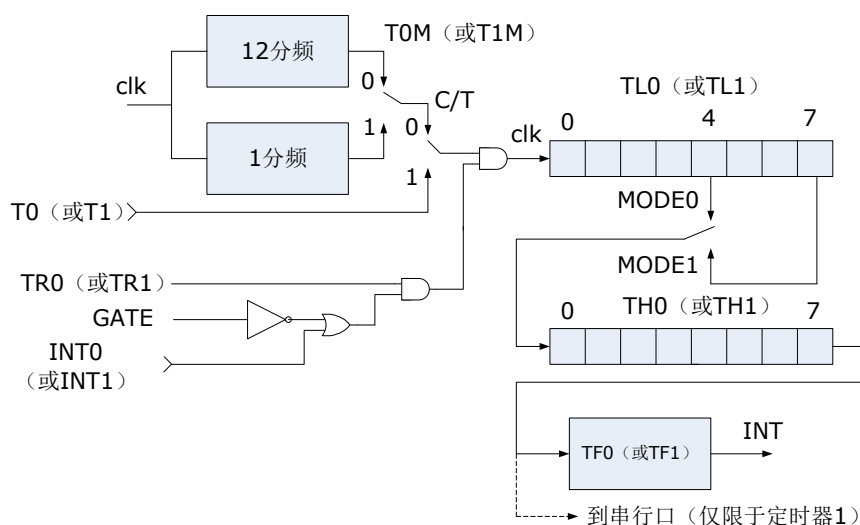 12分频
T0M（或T1M）
clk
0
C/T
1
0
1分频
1
T0（或T1）
clk
TL0（或TL1）
0
4
7
MODE0
MODE1
TR0（或TR1）
GATE
INT0
（或INT1）
TH0（或TH1）
0
7
TF0（或TF1）
INT
到串行口（仅限于定时器1）